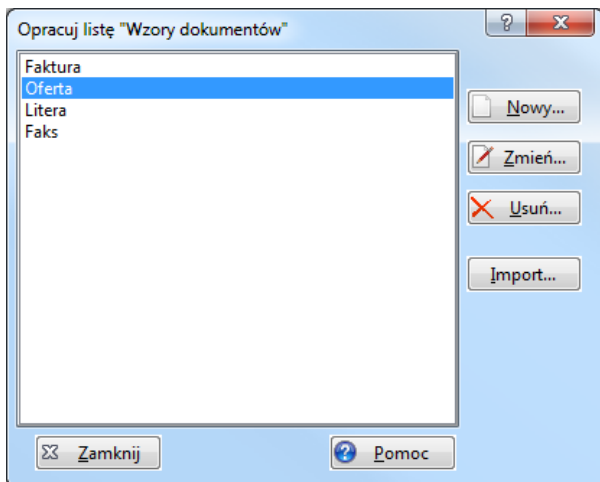 Opracuj listę "Wzory dokumentów"
Faktura
Oferta
Litera
Faks
Nowy...
Zmień...
Usuń...
Import...
Zamknij
Pomoc